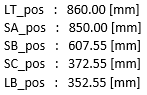 LT_pos : 860.00 [mm]
SA_pos : 850.00 [mm]
SB_pos : 607.55 [mm]
SC_pos : 372.55 [mm]
LB_pos : 352.55 [mm]